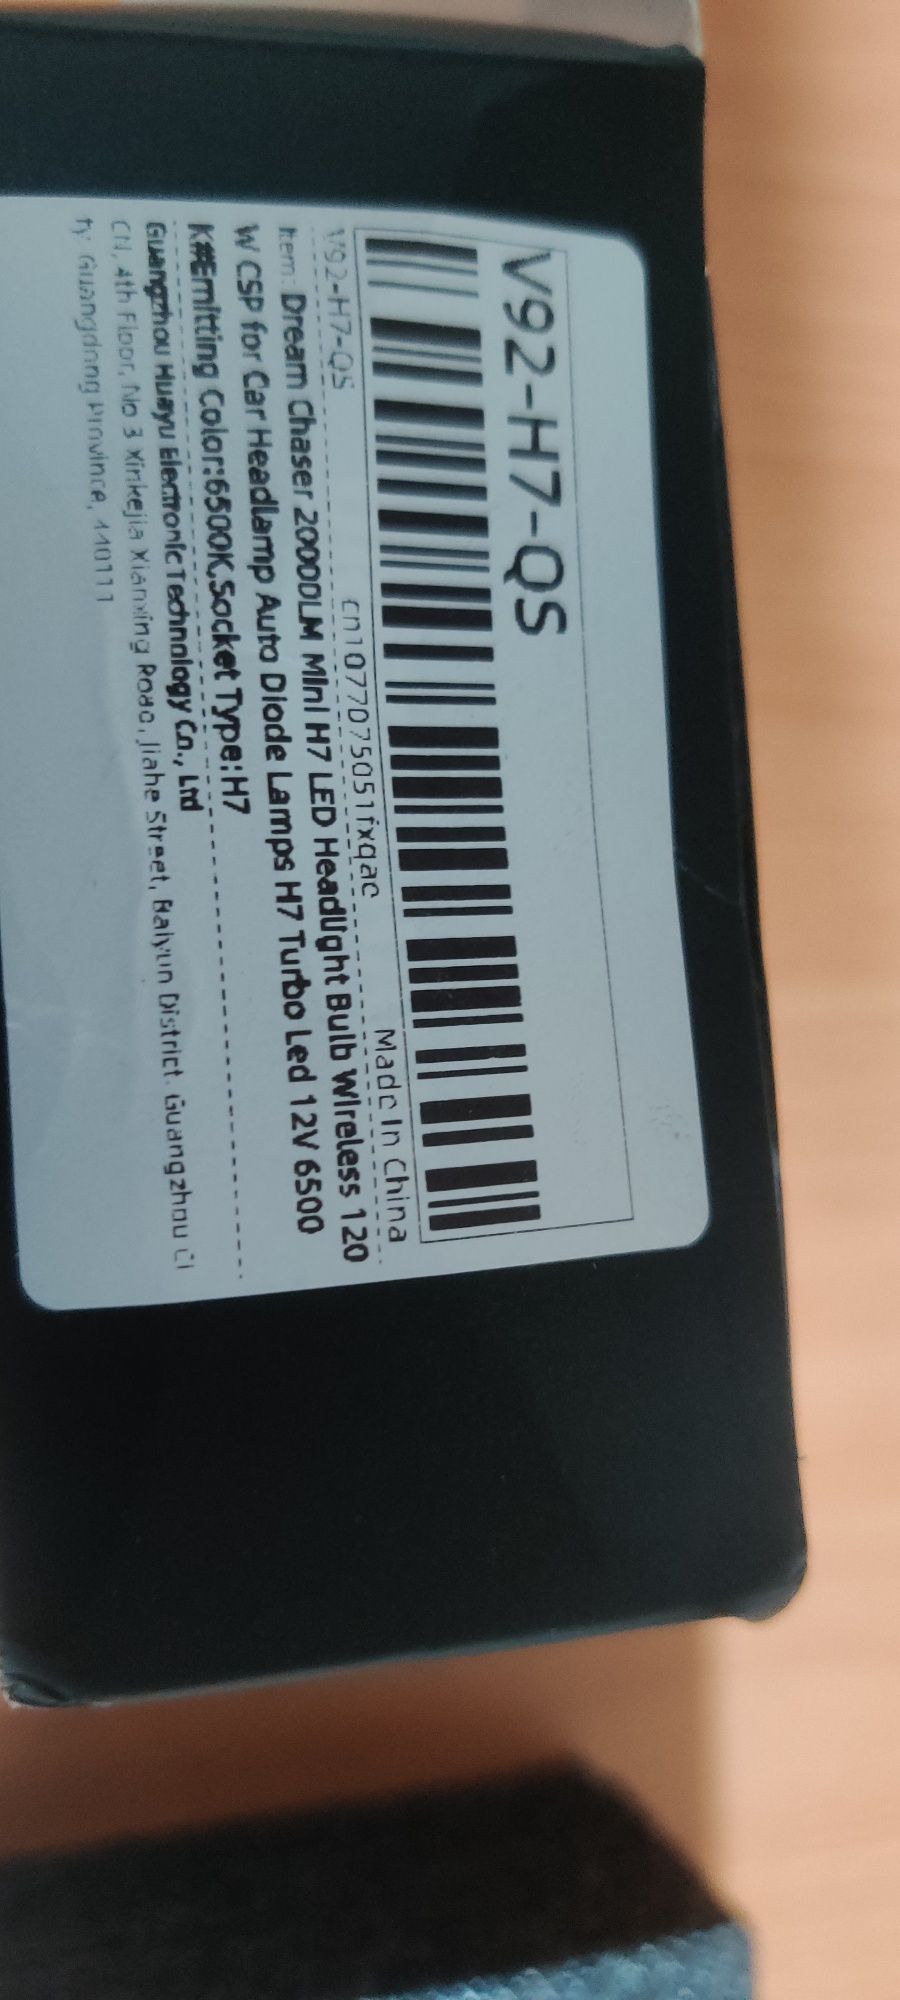 V92-H7-QS
V92-H7-QS cn1077075051fxqae Made In China
Item: Dream Chaser 20000LM Mini H7 LED Headlight Bulb Wireless 120
W CSP for Car Headlamp Auto Diode Lamps H7 Turbo Led 12V 6500
K#Emitting Color:6500K,Socket Type:H7
Guangzhou Huayu Electronic Technology Co., Ltd
CN, 4th Floor, No 3 Xinkejia Xianxing Road, Jiahe Street, Baiyun District, Guangzhou Ci
ty, Guangdong Province, 440111